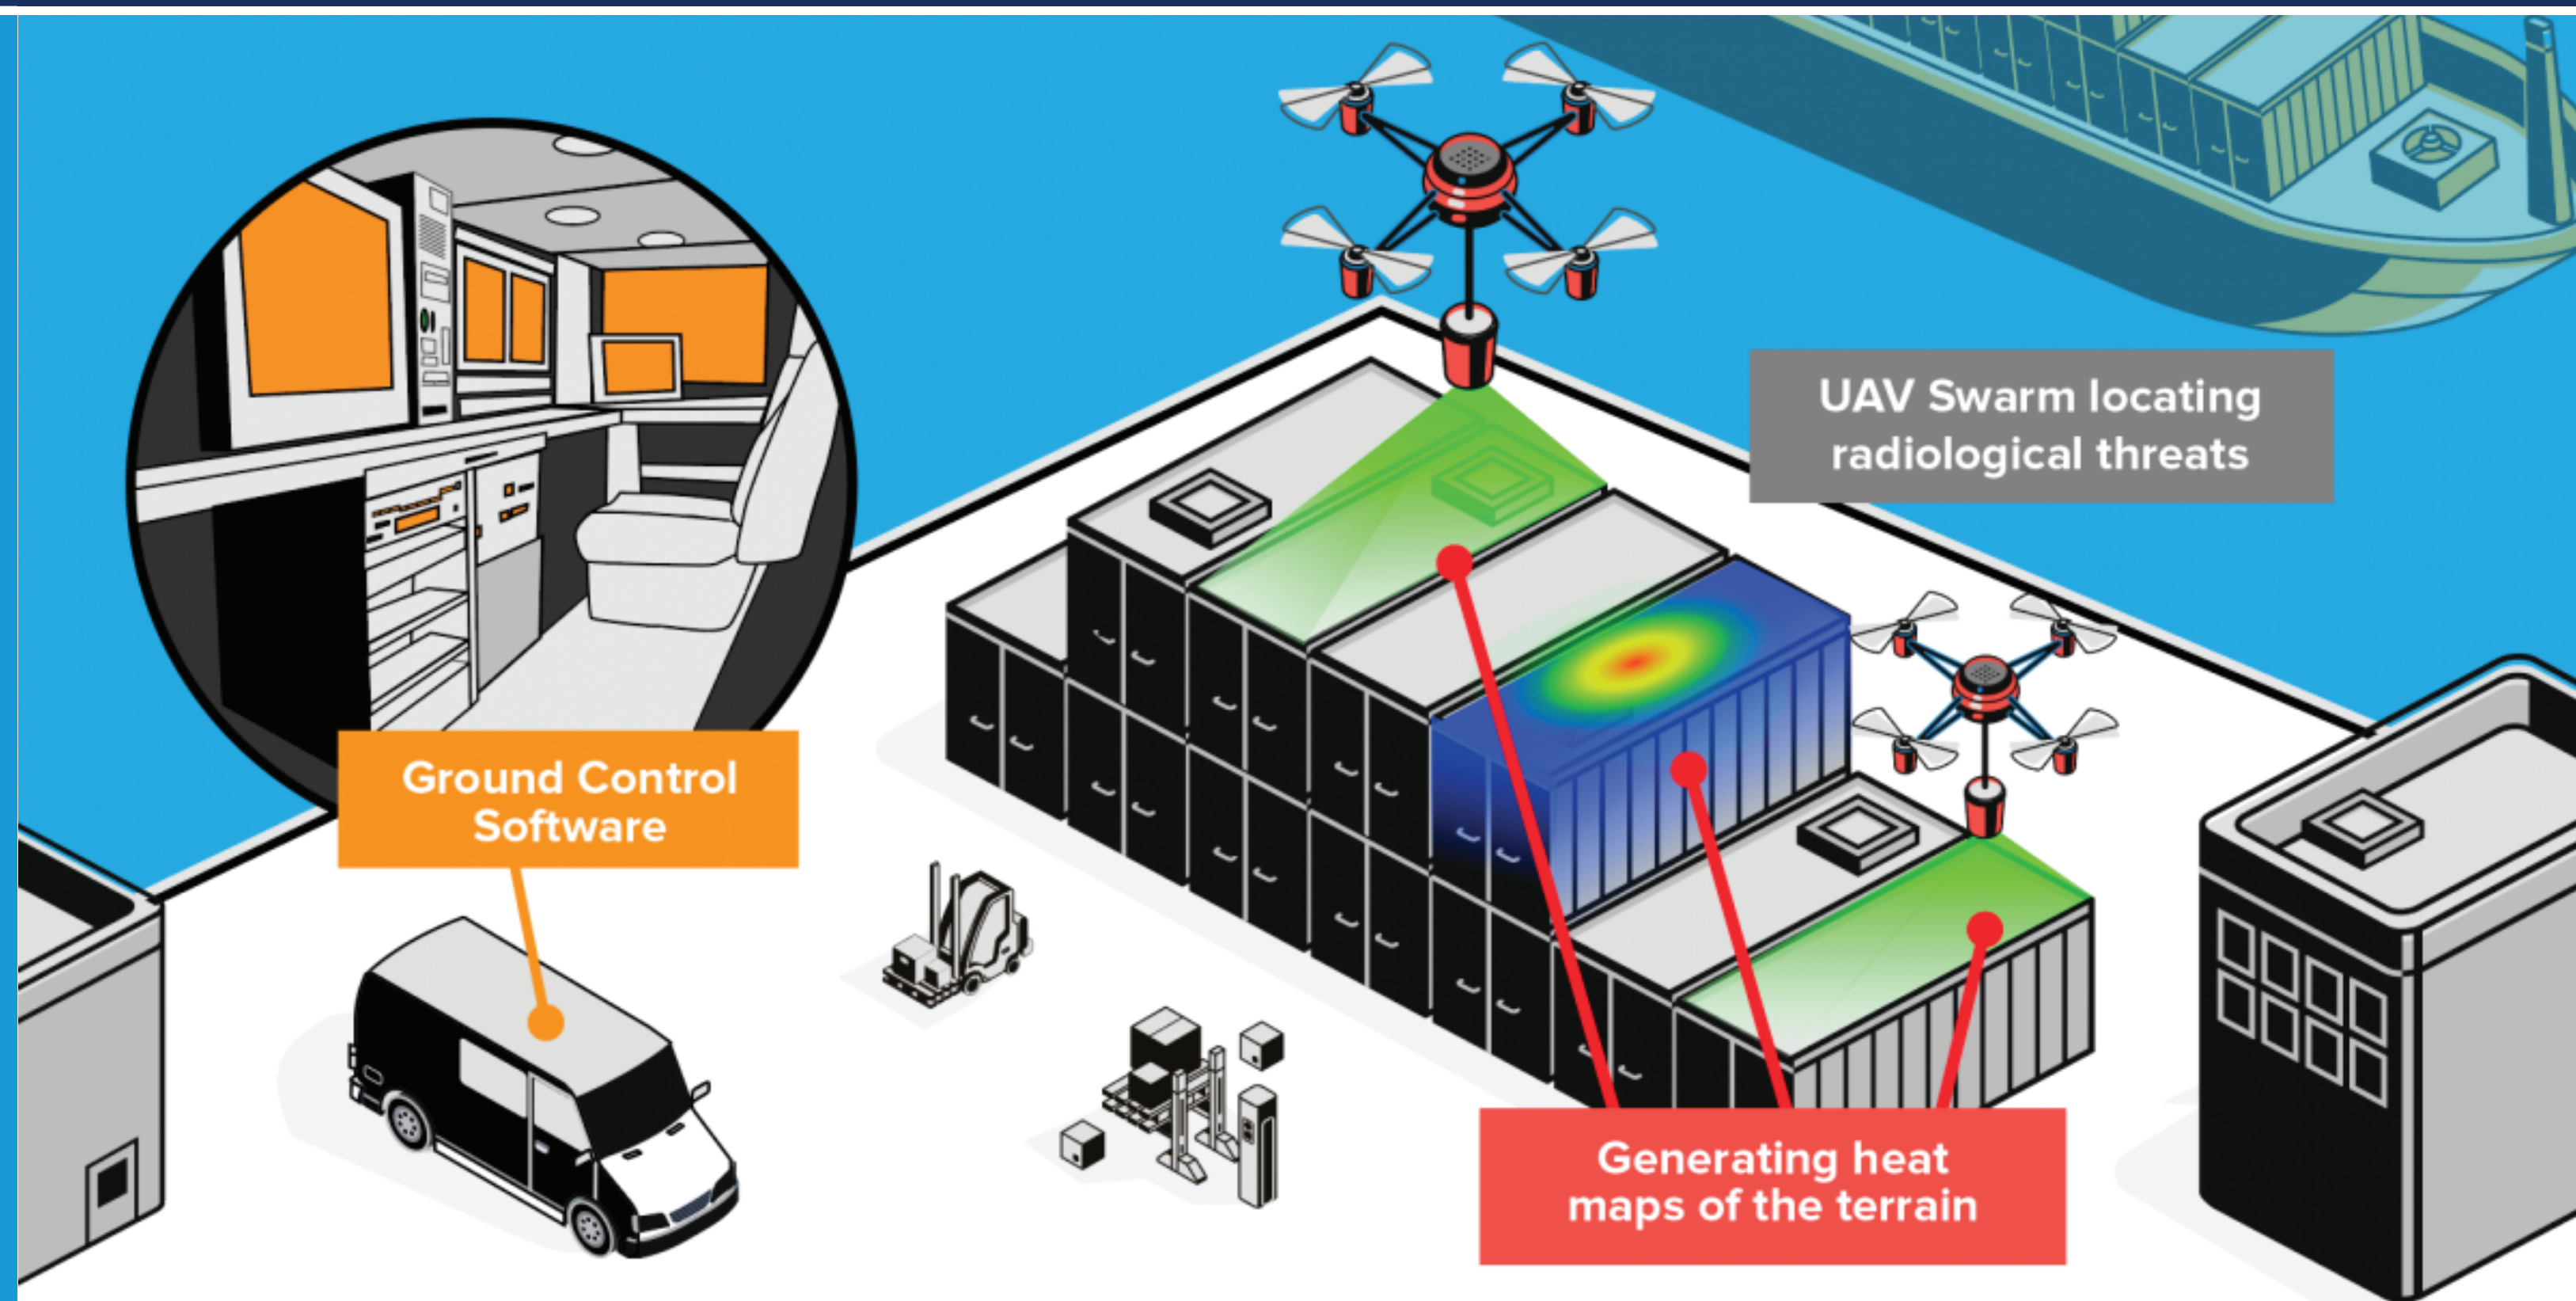 UAV Swarm locating
radiological threats
Ground Control
Software
Generating heat
maps of the terrain